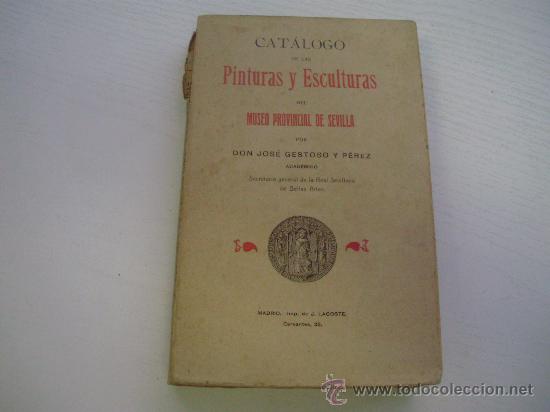 CATÁLOGO
DE LAS
Pinturas y Esculturas
DEL
MUSEO PROVINCIAL DE SEVILLA
POR
DON JOSÉ GESTOSO Y PÉREZ
ACADÉMICO
Secretario general de la Real Sevillana
de Bellas Artes.
MADRID. Imp. de J. LACOSTE
Cervantes, 28.
todocoleccion.net